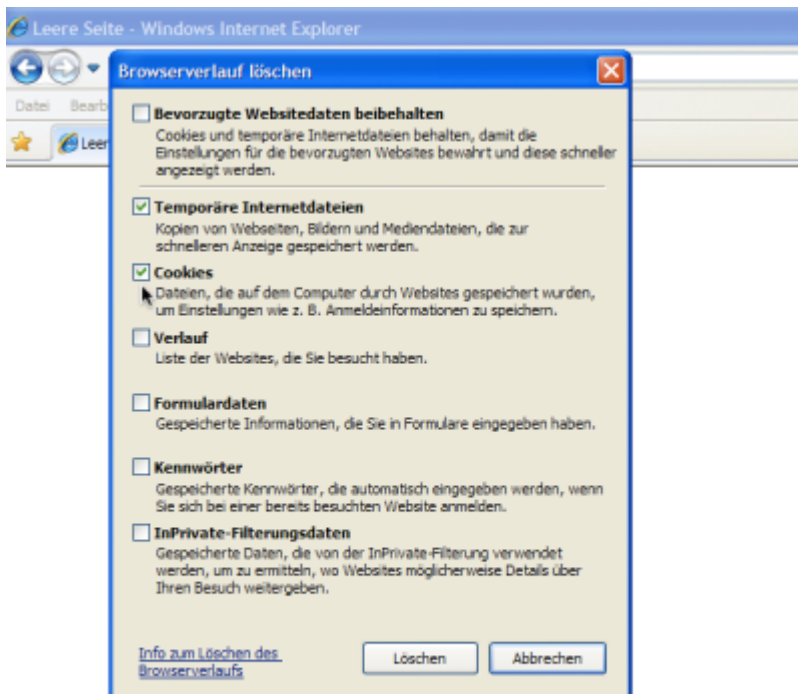 Leere Seite - Windows Internet Explorer
Browserverlauf löschen
Datei Bearb
Leer
Bevorzugte Websitedaten beibehalten
Cookies und temporäre Internetdateien behalten, damit die
Einstellungen für die bevorzugten Websites bewahrt und diese schneller
angezeigt werden.
Temporäre Internetdateien
Kopien von Webseiten, Bildern und Mediendateien, die zur
schnelleren Anzeige gespeichert werden.
Cookies
Dateien, die auf dem Computer durch Websites gespeichert wurden,
um Einstellungen wie z. B. Anmeldeinformationen zu speichern.
Verlauf
Liste der Websites, die Sie besucht haben.
Formulardaten
Gespeicherte Informationen, die Sie in Formulare eingegeben haben.
Kennwörter
Gespeicherte Kennwörter, die automatisch eingegeben werden, wenn
Sie sich bei einer bereits besuchten Website anmelden.
InPrivate-Filterungsdaten
Gespeicherte Daten, die von der InPrivate-Filterung verwendet
werden, um zu ermitteln, wo Websites möglicherweise Details über
Ihren Besuch weitergeben.
Info zum Löschen des
Browserverlaufs
Löschen
Abbrechen